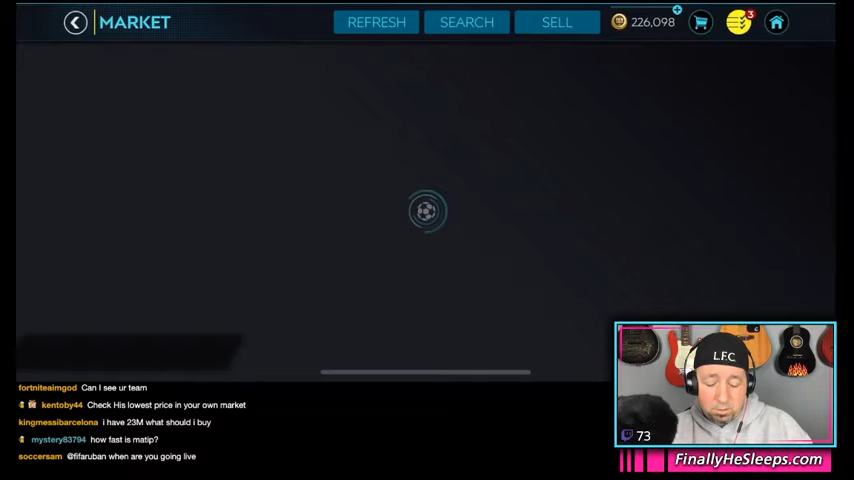 MARKET
REFRESH
SEARCH
SELL
226,098
3
fortniteaimgod Can I see ur team
kentoby44 Check His lowest price in your own market
kingmessibarcelona i have 23M what should i buy
mystery83794 how fast is matip?
soccersam @fifaruban when are you going live
L.F.C.
73
FinallyHeSleeps.com